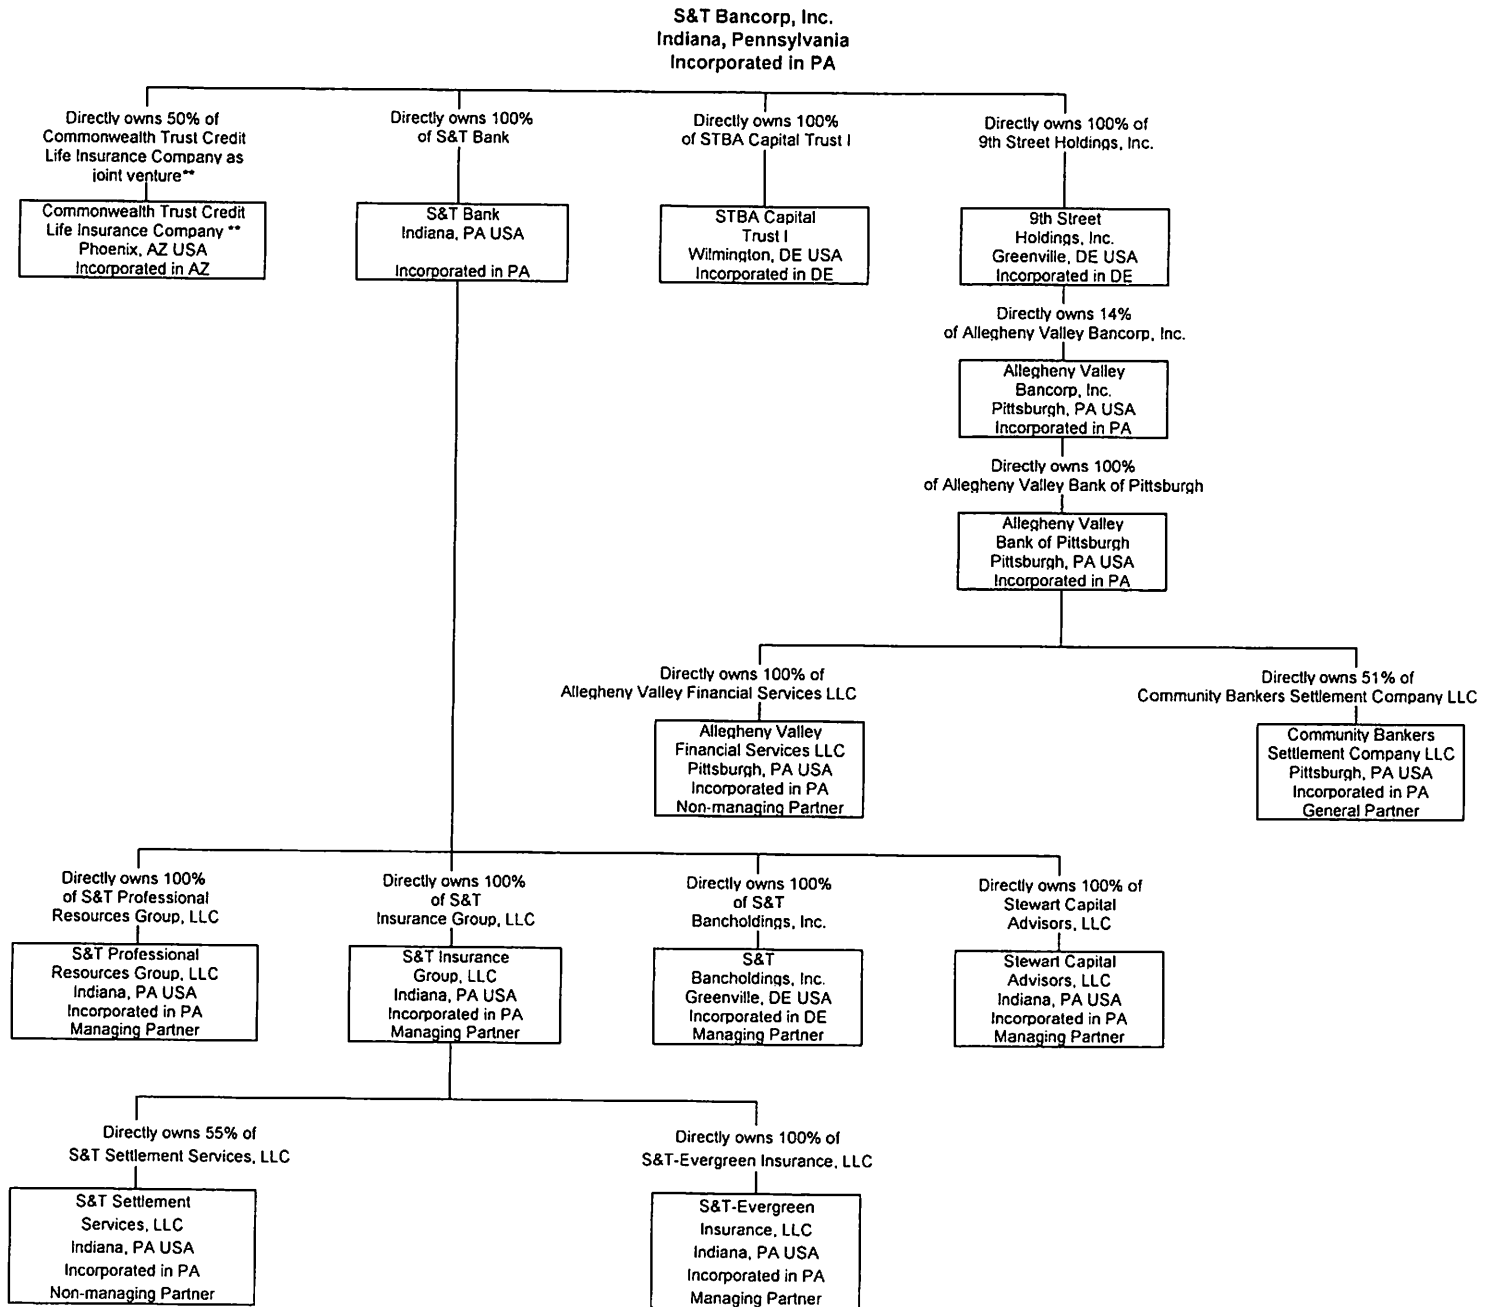 S&T Bancorp, Inc.
Indiana, Pennsylvania
Incorporated in PA
Directly owns 50% of
Commonwealth Trust Credit
Life Insurance Company as
joint venture**
Directly owns 100%
of S&T Bank
Directly owns 100%
of STBA Capital Trust I
Directly owns 100% of
9th Street Holdings, Inc.
Commonwealth Trust Credit
Life Insurance Company **
Phoenix, AZ USA
Incorporated in AZ
S&T Bank
Indiana, PA USA
Incorporated in PA
STBA Capital
Trust I
Wilmington, DE USA
Incorporated in DE
9th Street
Holdings, Inc.
Greenville, DE USA
Incorporated in DE
Directly owns 14%
of Allegheny Valley Bancorp, Inc.
Allegheny Valley
Bancorp, Inc.
Pittsburgh, PA USA
Incorporated in PA
Directly owns 100%
of Allegheny Valley Bank of Pittsburgh
Allegheny Valley
Bank of Pittsburgh
Pittsburgh, PA USA
Incorporated in PA
Directly owns 100% of
Allegheny Valley Financial Services LLC
Directly owns 51% of
Community Bankers Settlement Company LLC
Allegheny Valley
Financial Services LLC
Pittsburgh, PA USA
Incorporated in PA
Non-managing Partner
Community Bankers
Settlement Company LLC
Pittsburgh, PA USA
Incorporated in PA
General Partner
Directly owns 100%
of S&T Professional
Resources Group, LLC
Directly owns 100%
of S&T
Insurance Group, LLC
Directly owns 100%
of S&T
Bancholdings, Inc.
Directly owns 100% of
Stewart Capital
Advisors, LLC
S&T Professional
Resources Group, LLC
Indiana, PA USA
Incorporated in PA
Managing Partner
S&T Insurance
Group, LLC
Indiana, PA USA
Incorporated in PA
Managing Partner
S&T
Bancholdings, Inc.
Greenville, DE USA
Incorporated in DE
Managing Partner
Stewart Capital
Advisors, LLC
Indiana, PA USA
Incorporated in PA
Managing Partner
Directly owns 55% of
S&T Settlement Services, LLC
Directly owns 100% of
S&T-Evergreen Insurance, LLC
S&T Settlement
Services, LLC
Indiana, PA USA
Incorporated in PA
Non-managing Partner
S&T-Evergreen
Insurance, LLC
Indiana, PA USA
Incorporated in PA
Managing Partner